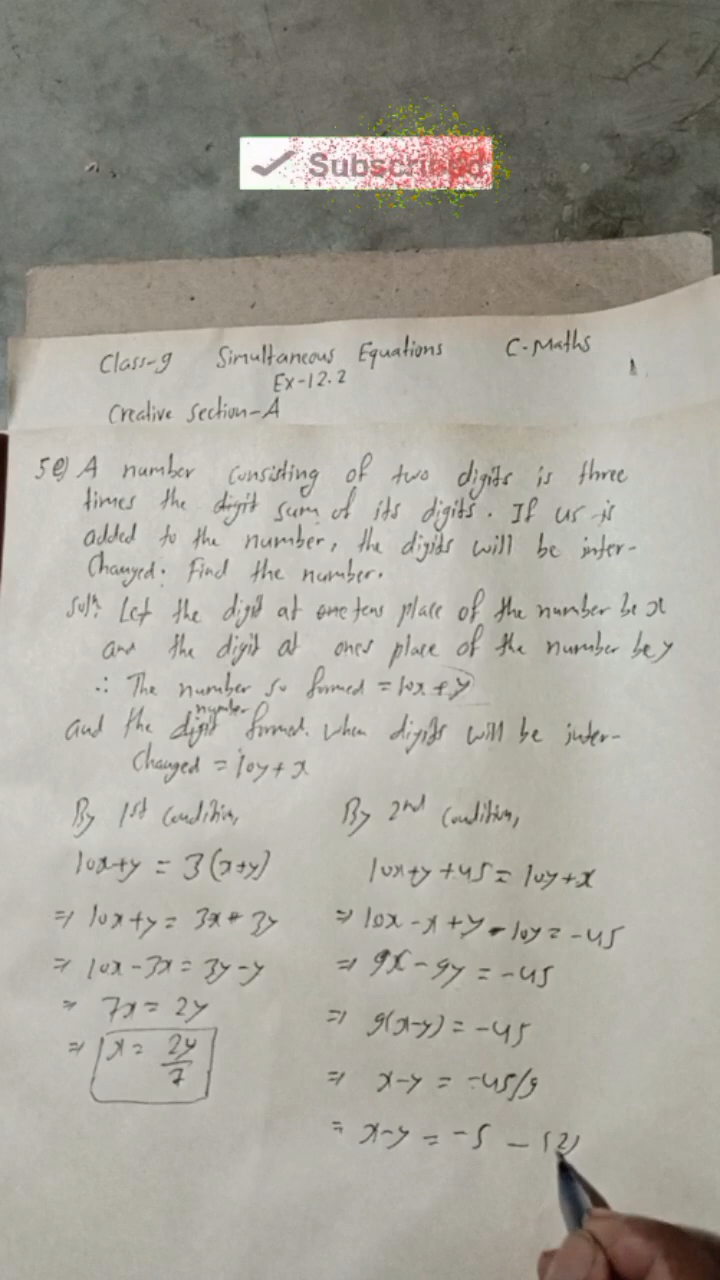 Subscribed
Class-9 Simultaneous Equations C.Maths
Ex-12.2
Creative section-A
5e) A number consisting of two digits is three
times the digit sum of its digits. If 45 is
added to the number, the digits will be inter-
changed. Find the number.
Solⁿ: Let the digit at one tens place of the number be x
and the digit at ones place of the number be y
∴ The number so formed = 10x + y
number
and the digit formed when digits will be inter-
changed = 10y + x
By 1st condition,
10x+y = 3(x+y)
⇒ 10x+y = 3x + 3y
⇒ 10x-3x = 3y-y
⇒ 7x = 2y
⇒ x = 2y/7
By 2nd condition,
10x+y +45 = 10y+x
⇒ 10x-x+y-10y = -45
⇒ 9x-9y = -45
⇒ 9(x-y) = -45
⇒ x-y = -45/9
= x-y = -5 - (2)